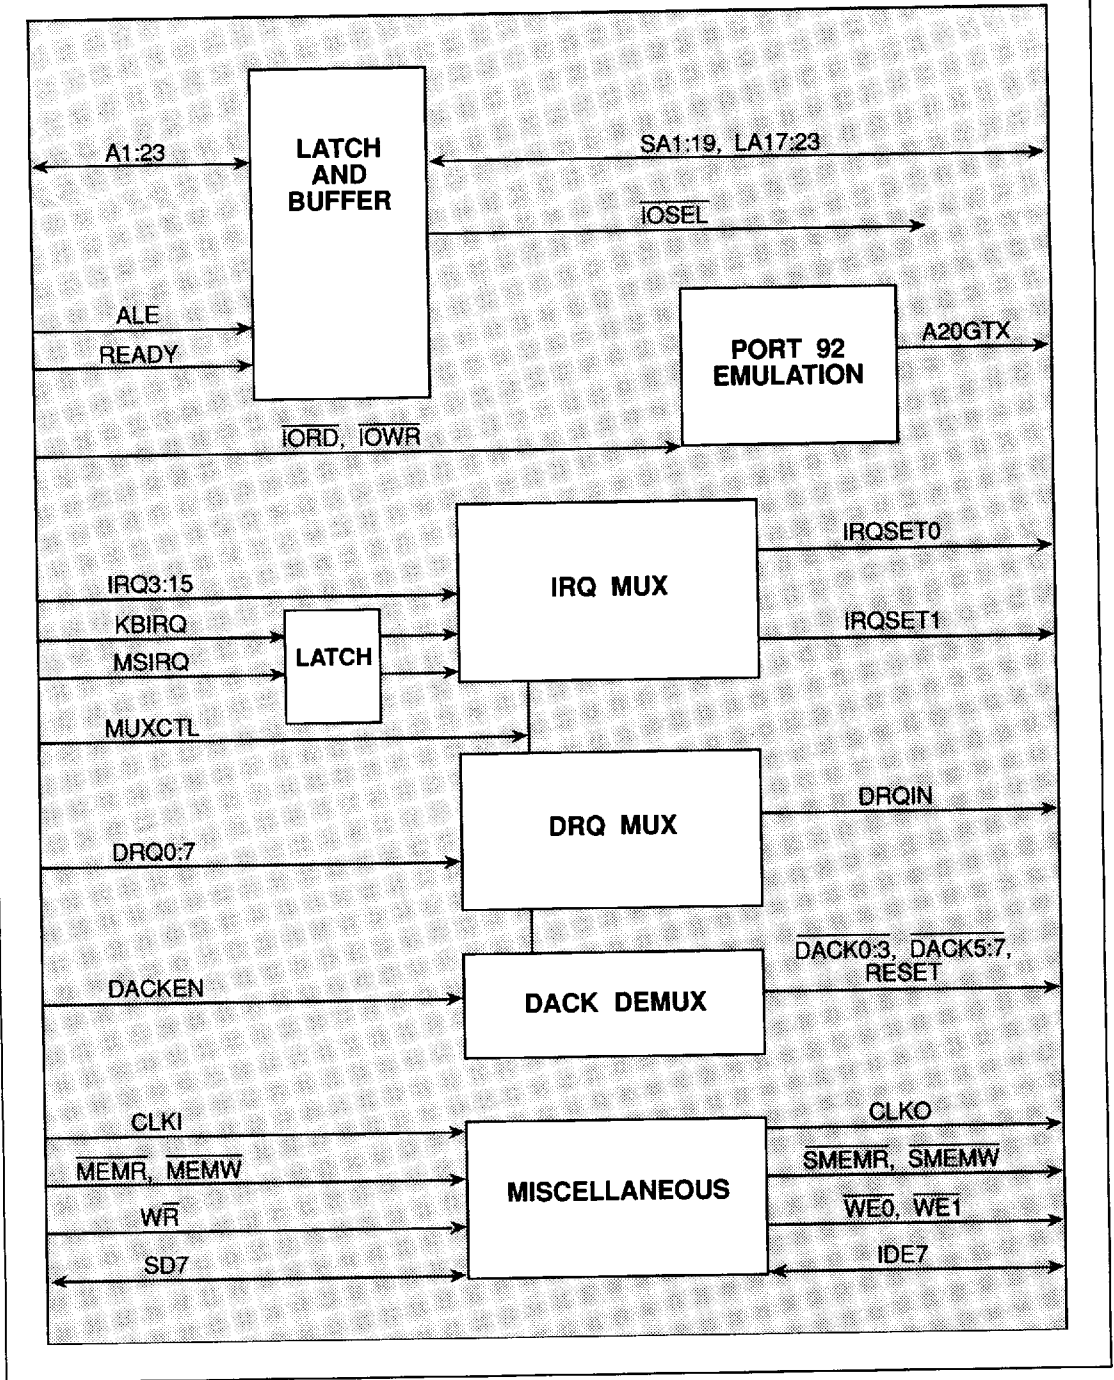 A1:23
LATCH
AND
BUFFER
SA1:19, LA17:23
IOSEL
ALE
READY
PORT 92
EMULATION
A20GTX
IORD, IOWR
IRQ3:15
KBIRQ
MSIRQ
LATCH
IRQ MUX
IRQSET0
IRQSET1
MUXCTL
DRQ0:7
DRQ MUX
DRQIN
DACKEN
DACK DEMUX
DACK0:3, DACK5:7,
RESET
CLKI
MEMR, MEMW
WR
SD7
MISCELLANEOUS
CLKO
SMEMR, SMEMW
WE0, WE1
IDE7